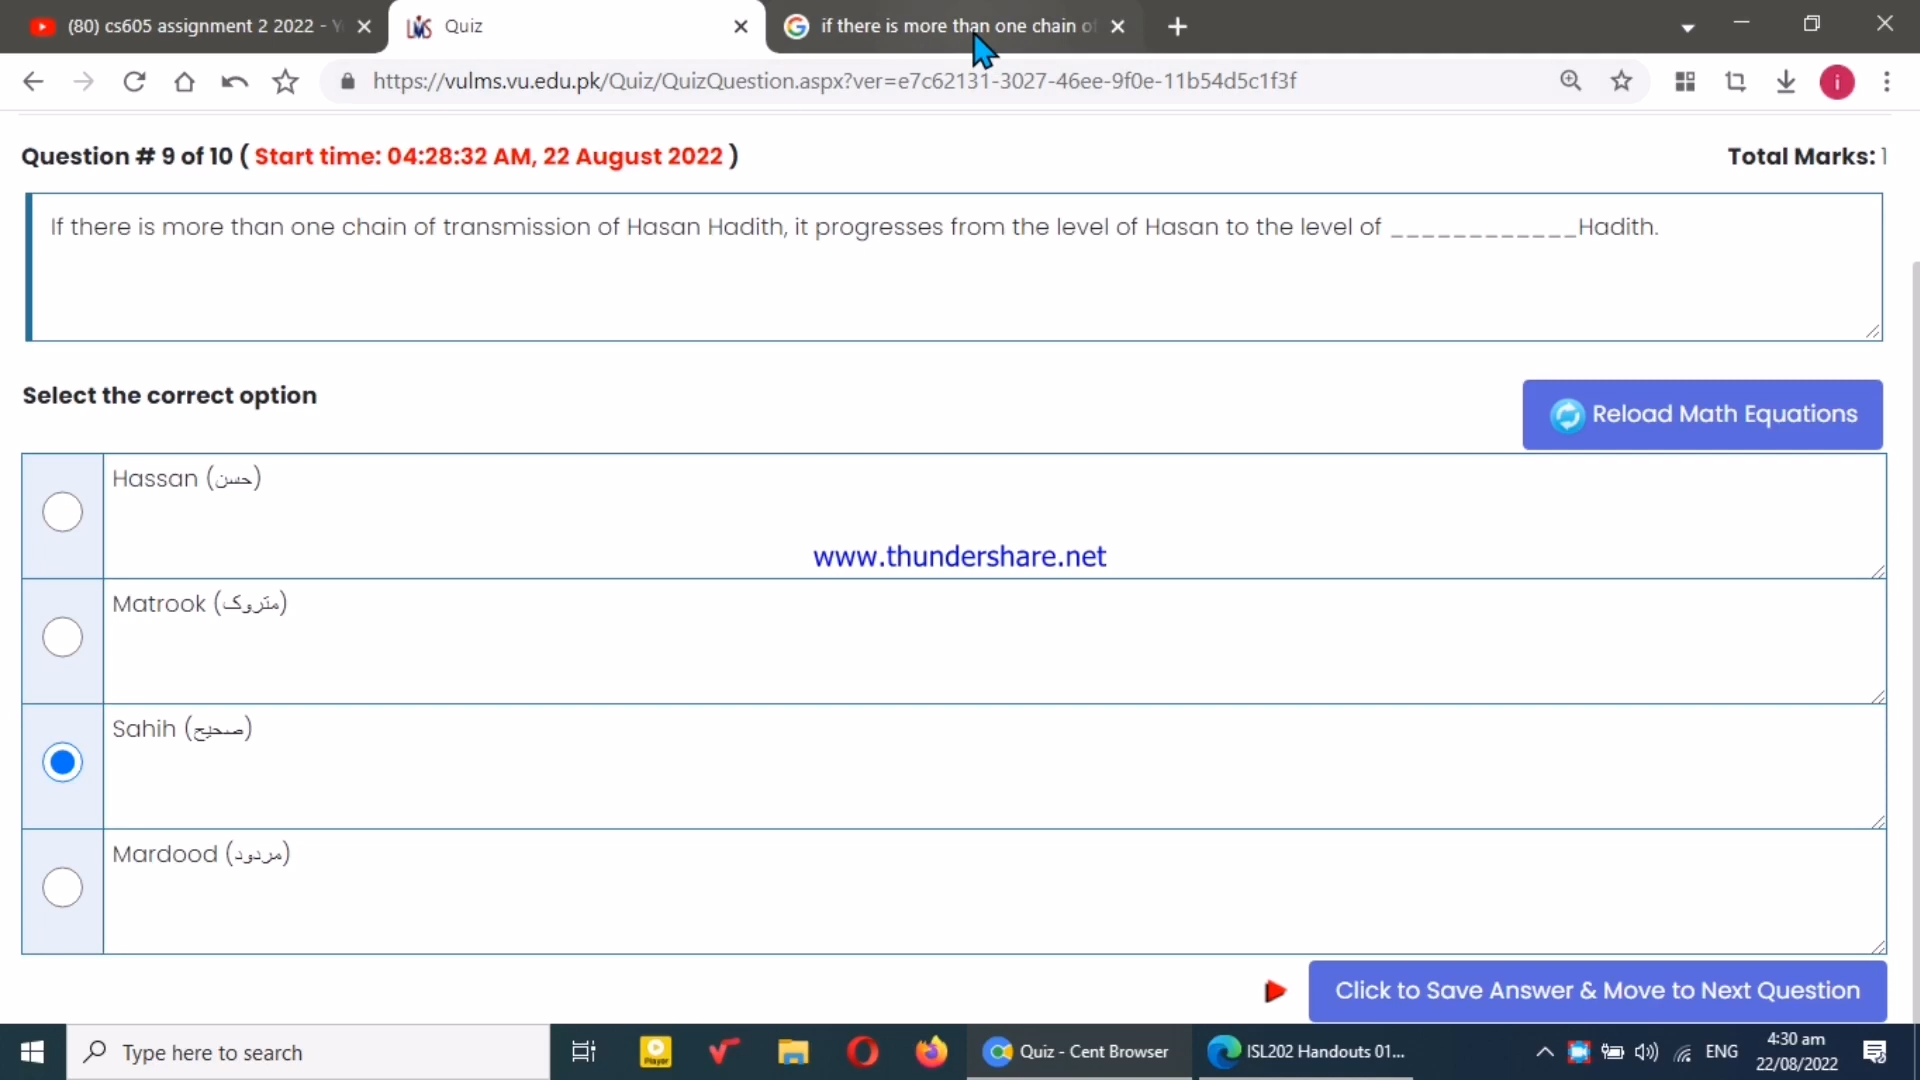 (80) cs605 assignment 2 2022 -
Quiz
if there is more than one chain of
https://vulms.vu.edu.pk/Quiz/QuizQuestion.aspx?ver=e7c62131-3027-46ee-9f0e-11b54d5c1f3f
i
Question # 9 of 10 ( Start time: 04:28:32 AM, 22 August 2022 )
Total Marks: 1
If there is more than one chain of transmission of Hasan Hadith, it progresses from the level of Hasan to the level of ____________Hadith.
Select the correct option
Reload Math Equations
Hassan (حسن)
www.thundershare.net
Matrook (متروک)
Sahih (صحیح)
Mardood (مردود)
Click to Save Answer & Move to Next Question
Type here to search
Player
Quiz - Cent Browser
ISL202 Handouts 01...
ENG
4:30 am
22/08/2022